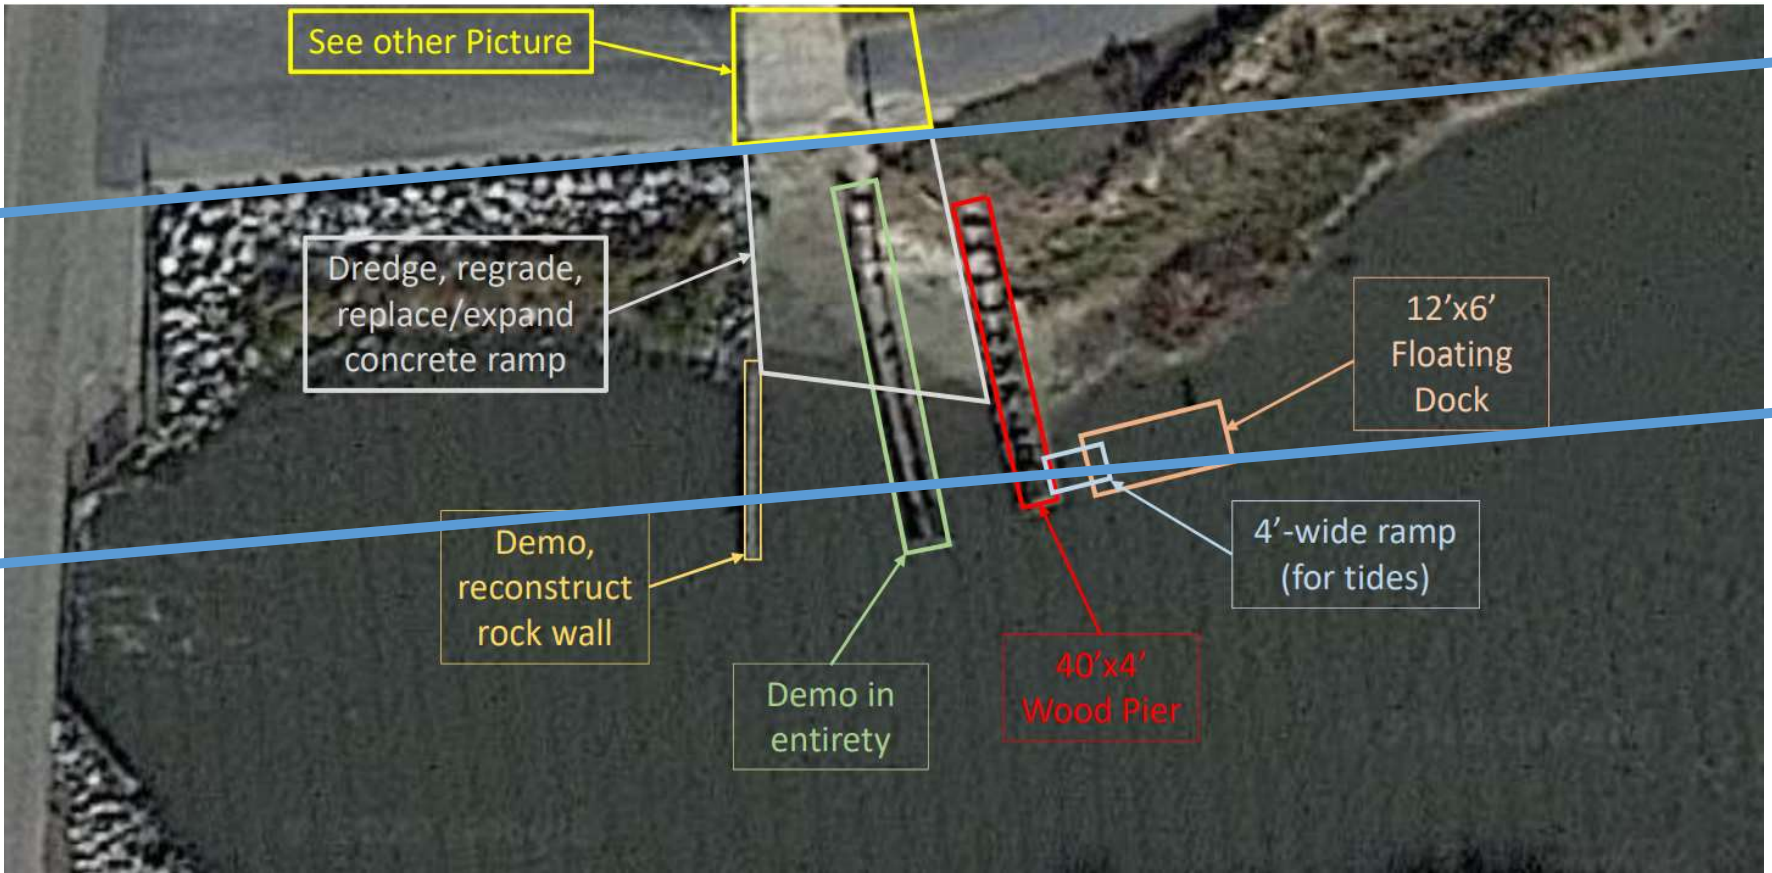 See other Picture
Dredge, regrade,
replace/expand
concrete ramp
12’x6’
Floating
Dock
Demo,
reconstruct
rock wall
4’-wide ramp
(for tides)
Demo in
entirety
40’x4’
Wood Pier